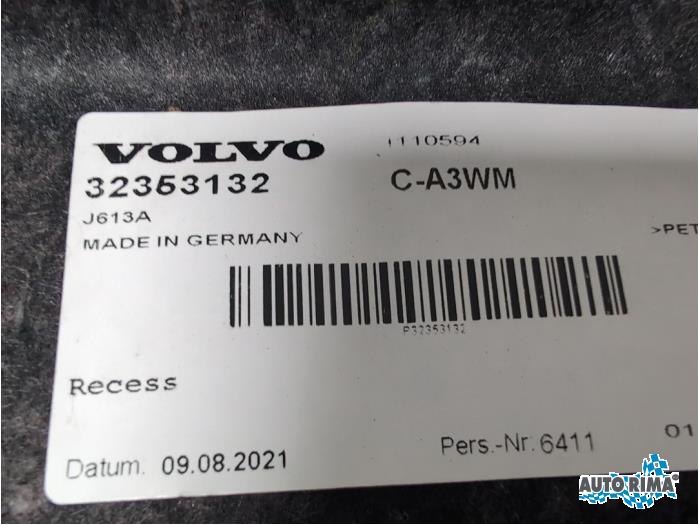 VOLVO
1110594
32353132
C-A3WM
J613A
MADE IN GERMANY
>PET
P32353132
Recess
Pers.-Nr. 6411
01
Datum: 09.08.2021
AUTO RIMA